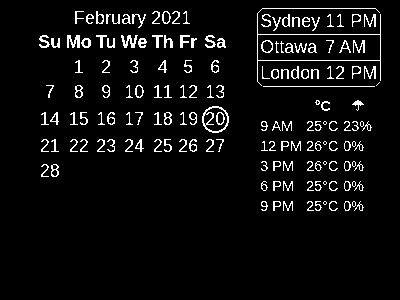 February 2021
Su Mo Tu We Th Fr Sa
1 2 3 4 5 6
7 8 9 10 11 12 13
14 15 16 17 18 19 20
21 22 23 24 25 26 27
28
Sydney 11 PM
Ottawa 7 AM
London 12 PM
°C ☂
9 AM 25°C 23%
12 PM 26°C 0%
3 PM 26°C 0%
6 PM 25°C 0%
9 PM 25°C 0%